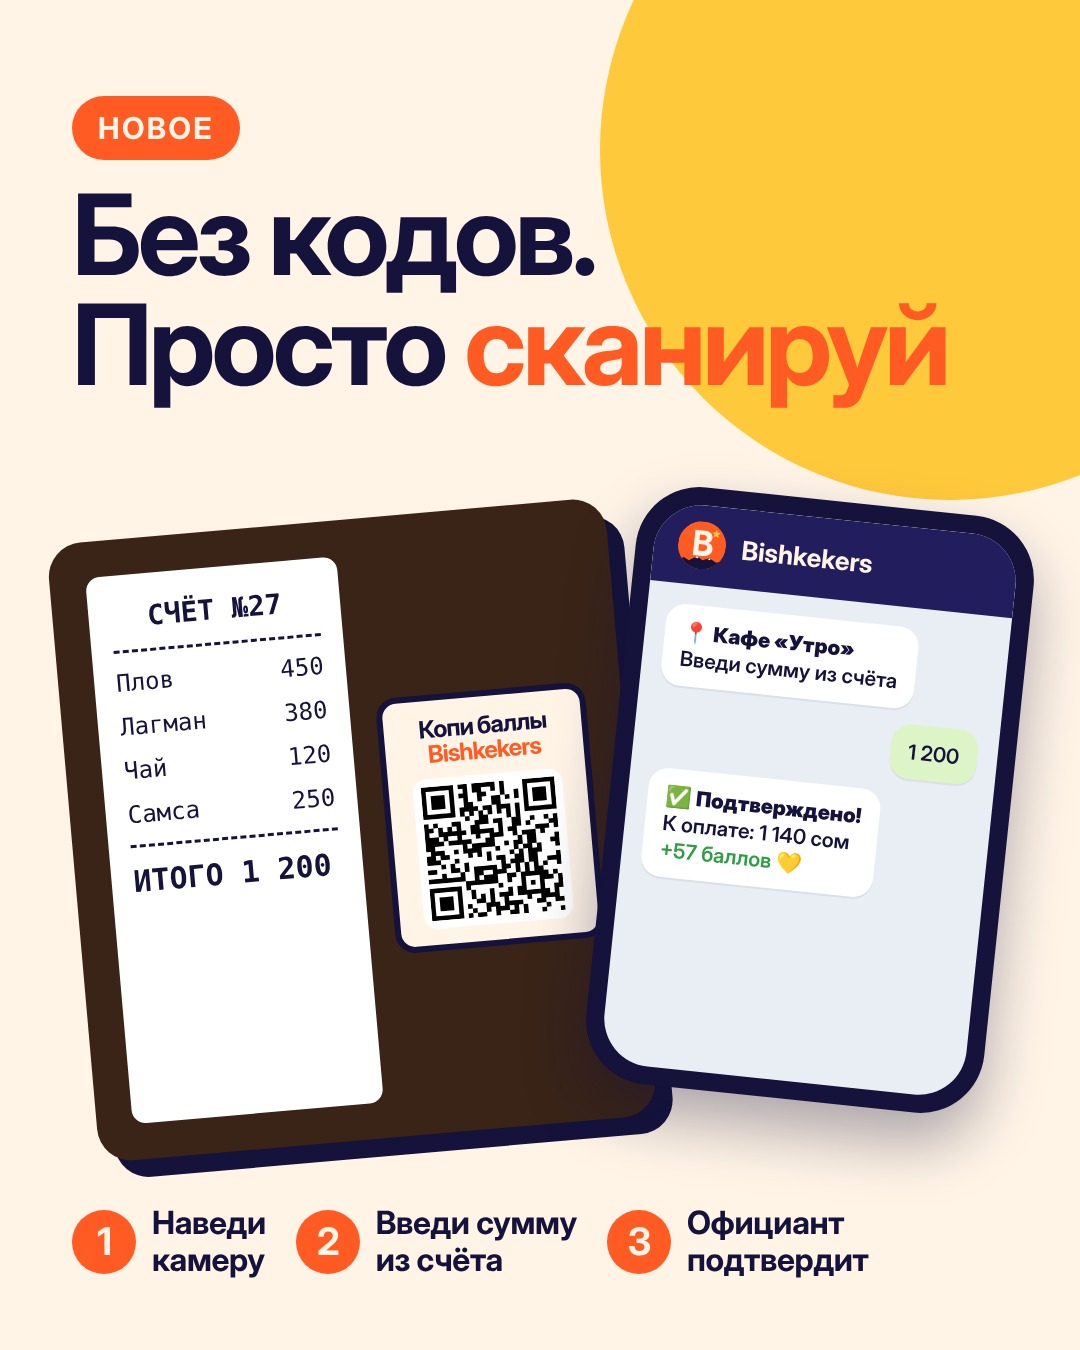 НОВОЕ
Без кодов.
Просто сканируй
СЧЁТ №27
Плов 450
Лагман 380
Чай 120
Самса 250
ИТОГО 1 200
Копи баллы
Bishkekers
B
Bishkekers
📍 Кафе «Утро»
Введи сумму из счёта
1 200
✅ Подтверждено!
К оплате: 1 140 сом
+57 баллов 💛
1 Наведи
камеру
2 Введи сумму
из счёта
3 Официант
подтвердит